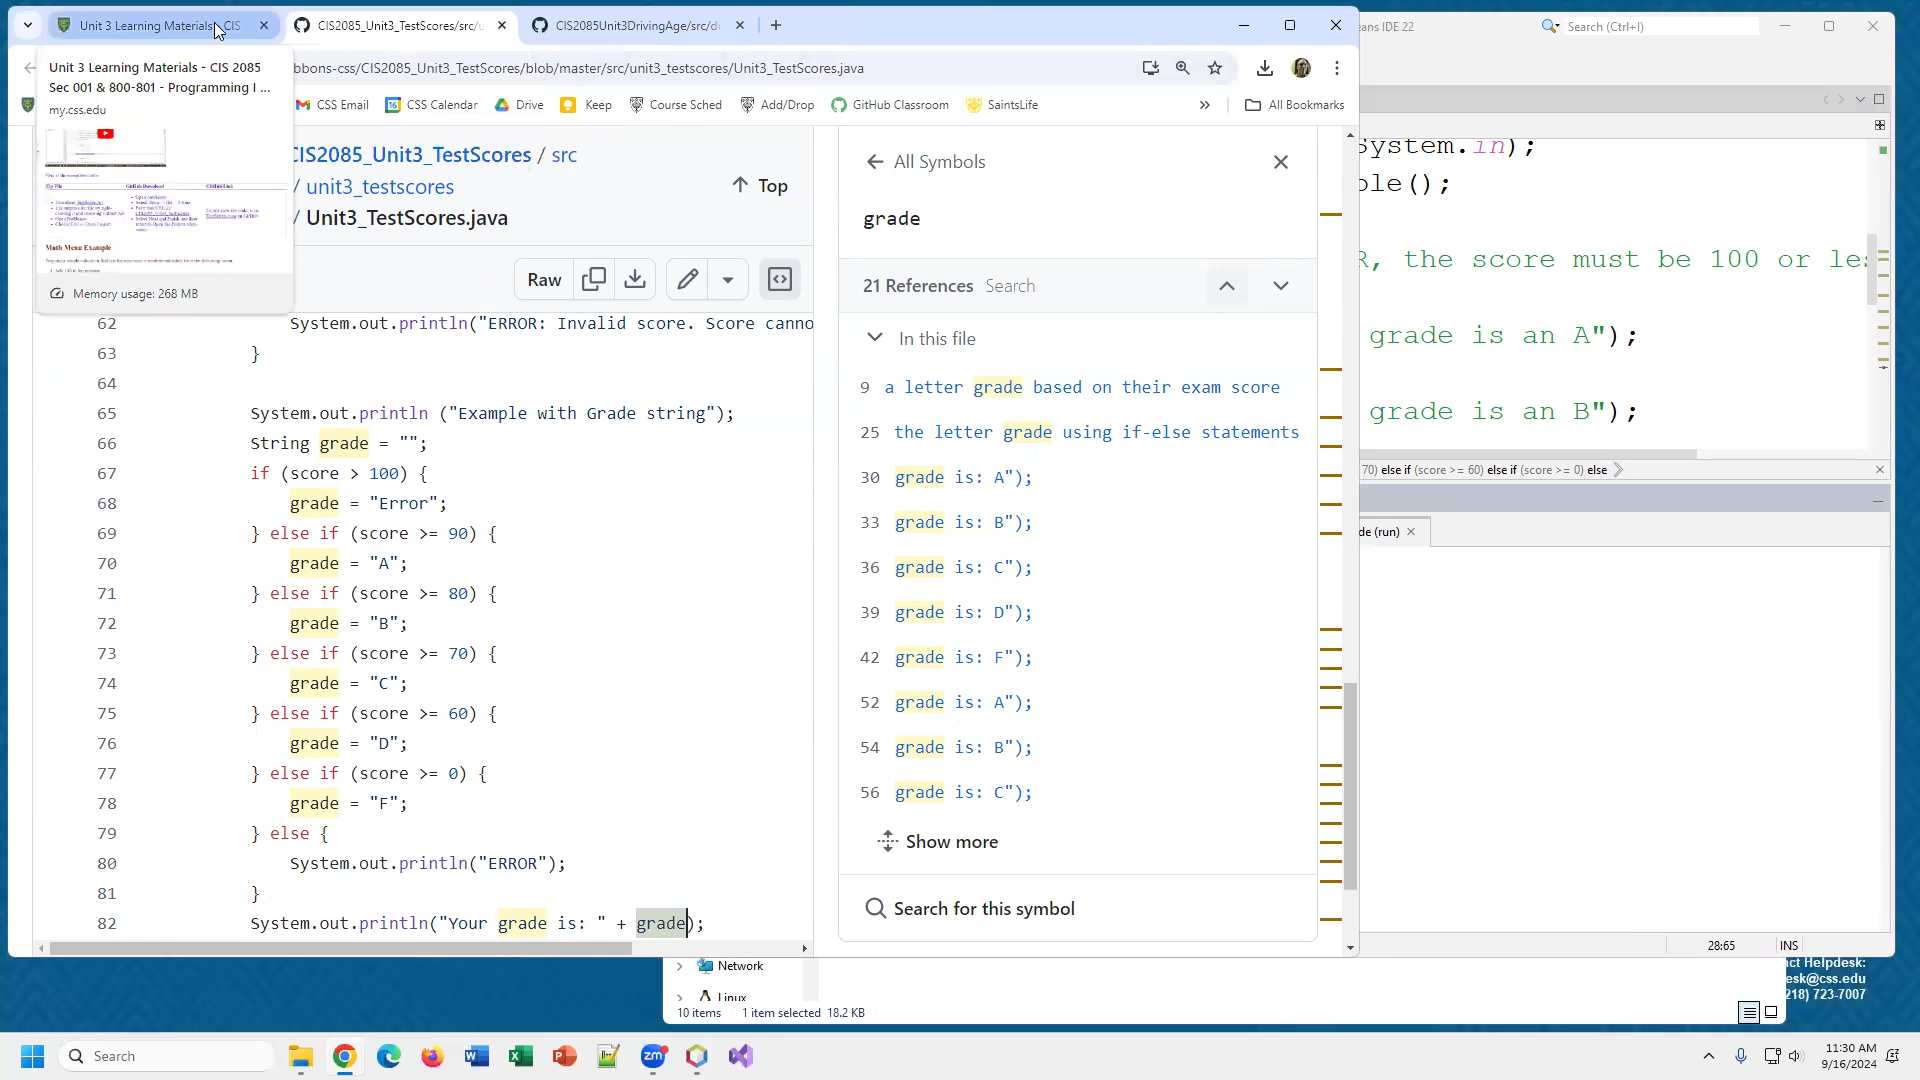 Unit 3 Learning Materials - CIS
CIS2085_Unit3_TestScores/src/u
CIS2085Unit3DrivingAge/src/d
ans IDE 22
Search (Ctrl+I)
Unit 3 Learning Materials - CIS 2085
Sec 001 & 800-801 - Programming I ...
my.css.edu
Math Menu Example
Memory usage: 268 MB
bbons-css/CIS2085_Unit3_TestScores/blob/master/src/unit3_testscores/Unit3_TestScores.java
CSS Email
CSS Calendar
Drive
Keep
Course Sched
Add/Drop
GitHub Classroom
SaintsLife
»
All Bookmarks
CIS2085_Unit3_TestScores / src
/ unit3_testscores
/ Unit3_TestScores.java
Top
Raw
62 System.out.println("ERROR: Invalid score. Score canno
63 }
64
65 System.out.println ("Example with Grade string");
66 String grade = "";
67 if (score > 100) {
68 grade = "Error";
69 } else if (score >= 90) {
70 grade = "A";
71 } else if (score >= 80) {
72 grade = "B";
73 } else if (score >= 70) {
74 grade = "C";
75 } else if (score >= 60) {
76 grade = "D";
77 } else if (score >= 0) {
78 grade = "F";
79 } else {
80 System.out.println("ERROR");
81 }
82 System.out.println("Your grade is: " + grade);
All Symbols
grade
21 References Search
In this file
9 a letter grade based on their exam score
25 the letter grade using if-else statements
30 grade is: A");
33 grade is: B");
36 grade is: C");
39 grade is: D");
42 grade is: F");
52 grade is: A");
54 grade is: B");
56 grade is: C");
Show more
Search for this symbol
System.in);
ble();
R, the score must be 100 or les
grade is an A");
grade is an B");
70) else if (score >= 60) else if (score >= 0) else
de (run)
28:65
INS
Network
Linux
10 items
1 item selected 18.2 KB
ct Helpdesk:
esk@css.edu
218) 723-7007
Search
11:30 AM
9/16/2024